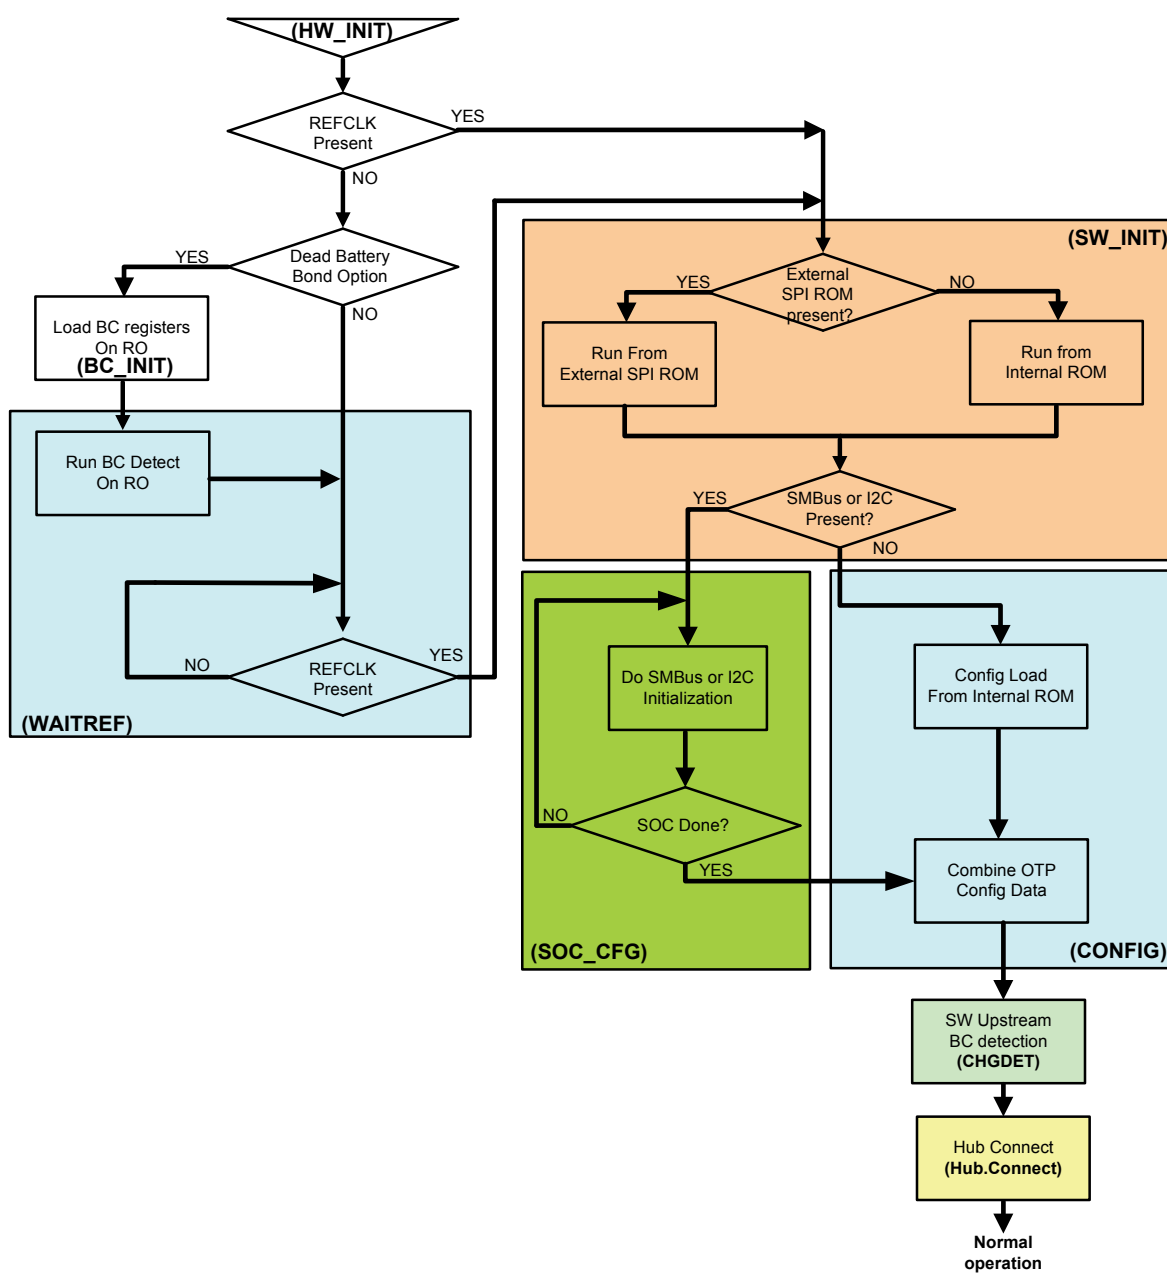 (HW_INIT)
REFCLK
Present
YES
NO
Dead Battery
Bond Option
YES
NO
Load BC registers
On RO
(BC_INIT)
Run BC Detect
On RO
REFCLK
Present
NO
YES
(WAITREF)
(SW_INIT)
External
SPI ROM
present?
YES
NO
Run From
External SPI ROM
Run from
Internal ROM
SMBus or I2C
Present?
YES
NO
Do SMBus or I2C
Initialization
SOC Done?
NO
YES
(SOC_CFG)
Config Load
From Internal ROM
Combine OTP
Config Data
(CONFIG)
SW Upstream
BC detection
(CHGDET)
Hub Connect
(Hub.Connect)
Normal
operation